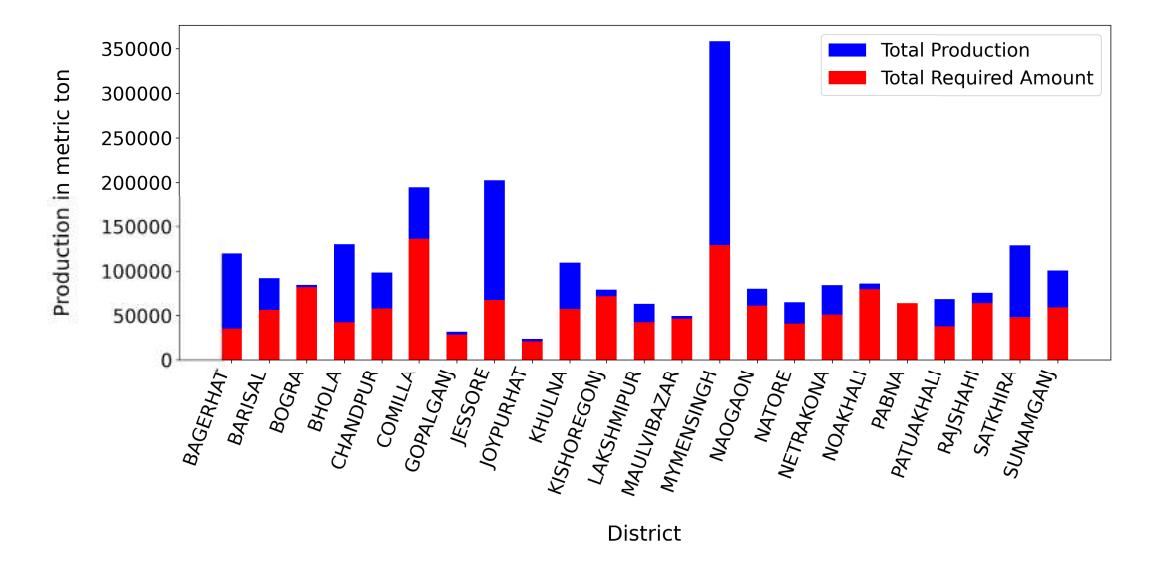 Production in metric ton
350000
300000
250000
200000
150000
100000
50000
0
Total Production
Total Required Amount
BAGERHAT
BARISAL
BOGRA
BHOLA
CHANDPUR
COMILLA
GOPALGANJ
JESSORE
JOYPURHAT
KHULNA
KISHOREGONJ
LAKSHMIPUR
MAULVIBAZAR
MYMENSINGH
NAOGAON
NATORE
NETRAKONA
NOAKHALI
PABNA
PATUAKHALI
RAJSHAHI
SATKHIRA
SUNAMGANJ
District